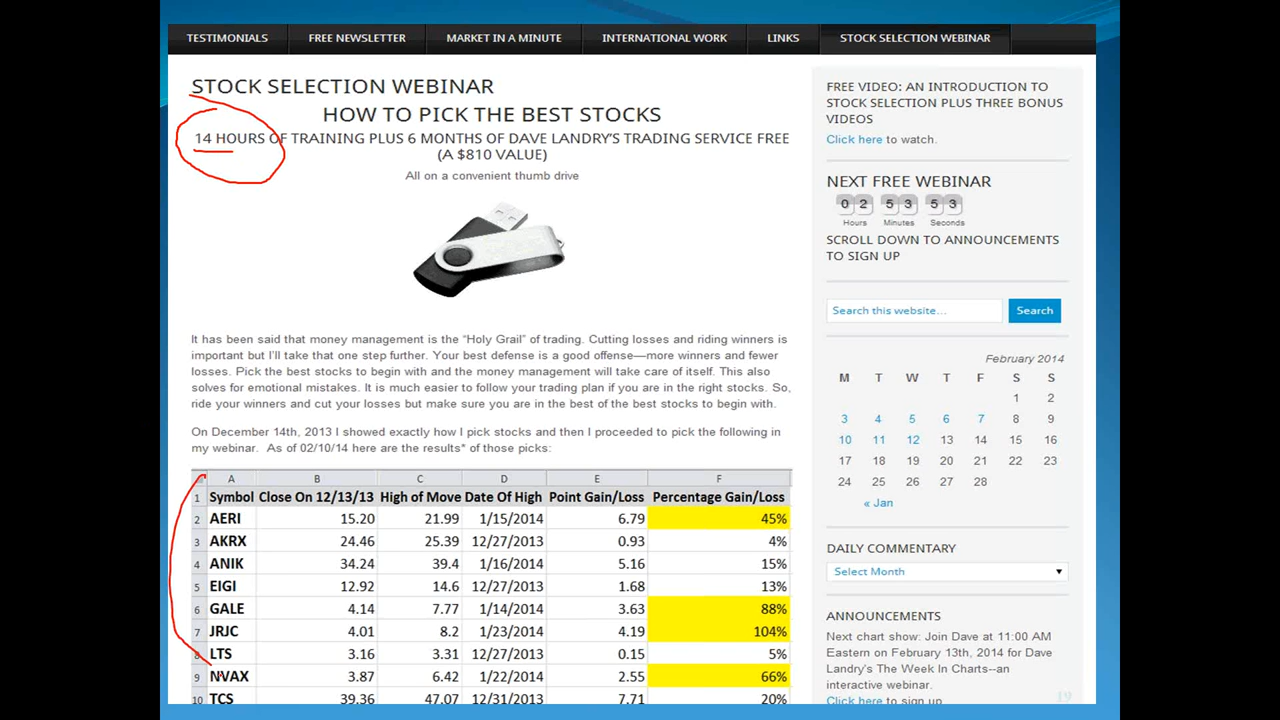 TESTIMONIALS FREE NEWSLETTER MARKET IN A MINUTE INTERNATIONAL WORK LINKS STOCK SELECTION WEBINAR
STOCK SELECTION WEBINAR
HOW TO PICK THE BEST STOCKS
14 HOURS OF TRAINING PLUS 6 MONTHS OF DAVE LANDRY'S TRADING SERVICE FREE
(A $810 VALUE)
All on a convenient thumb drive
It has been said that money management is the “Holy Grail” of trading. Cutting losses and riding winners is
important but I'll take that one step further. Your best defense is a good offense—more winners and fewer
losses. Pick the best stocks to begin with and the money management will take care of itself. This also
solves for emotional mistakes. It is much easier to follow your trading plan if you are in the right stocks. So,
ride your winners and cut your losses but make sure you are in the best of the best stocks to begin with.
On December 14th, 2013 I showed exactly how I pick stocks and then I proceeded to pick the following in
my webinar. As of 02/10/14 here are the results* of those picks:
A B C D E F
1 Symbol Close On 12/13/13 High of Move Date Of High Point Gain/Loss Percentage Gain/Loss
2 AERI 15.20 21.99 1/15/2014 6.79 45%
3 AKRX 24.46 25.39 12/27/2013 0.93 4%
4 ANIK 34.24 39.4 1/16/2014 5.16 15%
5 EIGI 12.92 14.6 12/27/2013 1.68 13%
6 GALE 4.14 7.77 1/14/2014 3.63 88%
7 JRJC 4.01 8.2 1/23/2014 4.19 104%
8 LTS 3.16 3.31 12/27/2013 0.15 5%
9 NVAX 3.87 6.42 1/22/2014 2.55 66%
10 TCS 39.36 47.07 12/31/2013 7.71 20%
FREE VIDEO: AN INTRODUCTION TO
STOCK SELECTION PLUS THREE BONUS
VIDEOS
Click here to watch.
NEXT FREE WEBINAR
02 53 53
Hours Minutes Seconds
SCROLL DOWN TO ANNOUNCEMENTS
TO SIGN UP
Search this website... Search
February 2014
M T W T F S S
1 2
3 4 5 6 7 8 9
10 11 12 13 14 15 16
17 18 19 20 21 22 23
24 25 26 27 28
« Jan
DAILY COMMENTARY
Select Month
ANNOUNCEMENTS
Next chart show: Join Dave at 11:00 AM
Eastern on February 13th, 2014 for Dave
Landry's The Week In Charts--an
interactive webinar.
Click here to sign up
19